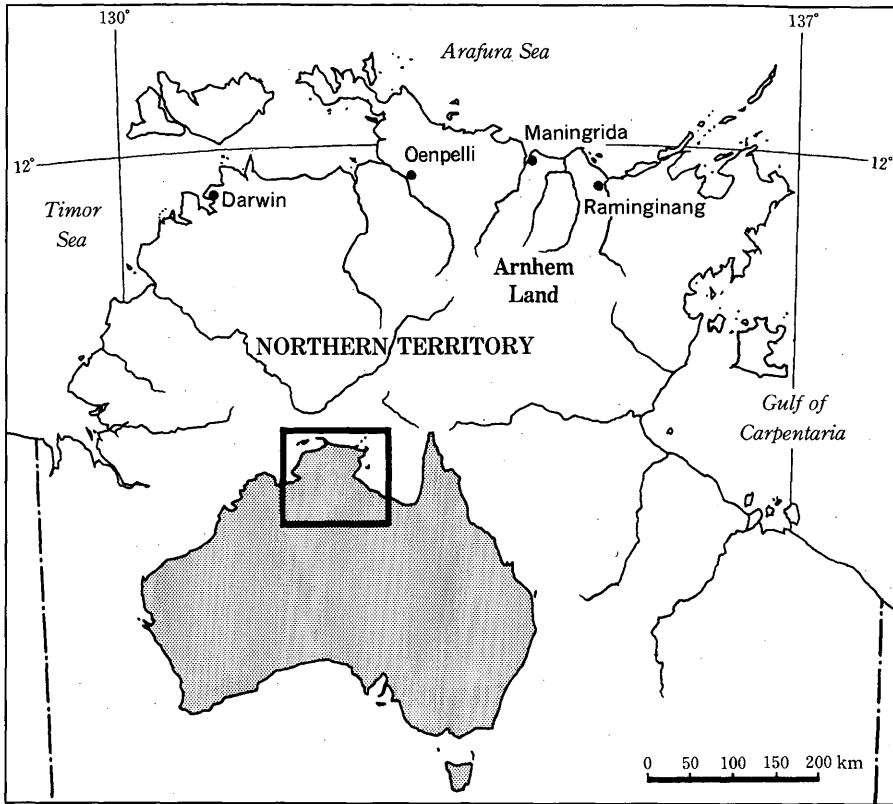 130°
137°
Arafura Sea
Maningrida
12°
Oenpelli
12°
Darwin
Raminginang
Timor
Sea
Arnhem
Land
NORTHERN TERRITORY
Gulf of
Carpentaria
0 50 100 150 200 km